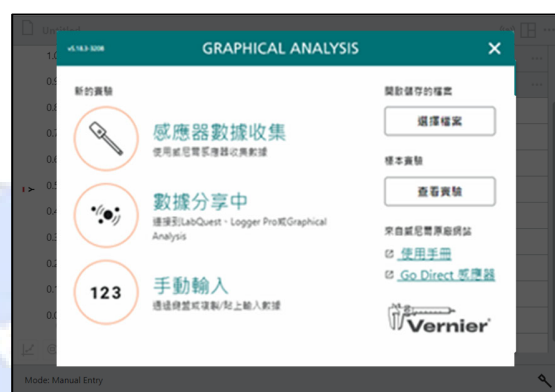 Untitled
v5.18.3-3208
GRAPHICAL ANALYSIS
新的實驗
感應器數據收集
使用威尼爾感應器收集數據
數據分享中
連接到LabQuest、Logger Pro或Graphical
Analysis
123
手動輸入
透過鍵盤或複製/貼上輸入數據
開啟儲存的檔案
選擇檔案
樣本實驗
查看實驗
來自威尼爾原廠網站
使用手冊
Go Direct 感應器
Vernier
Mode: Manual Entry